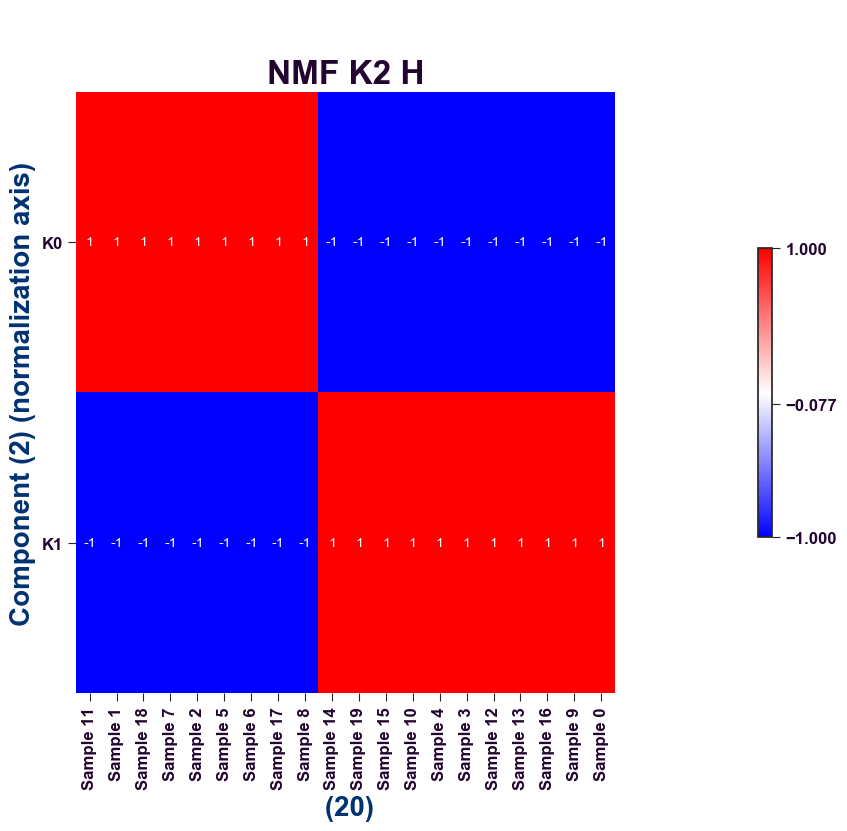 NMF K2 H
Component (2) (normalization axis)
K0
1 1 1 1 1 1 1 1 1 -1 -1 -1 -1 -1 -1 -1 -1 -1 -1 -1
K1
-1 -1 -1 -1 -1 -1 -1 -1 -1 1 1 1 1 1 1 1 1 1 1 1
Sample 11
Sample 1
Sample 18
Sample 7
Sample 2
Sample 5
Sample 6
Sample 17
Sample 8
Sample 14
Sample 19
Sample 15
Sample 10
Sample 4
Sample 3
Sample 12
Sample 13
Sample 16
Sample 9
Sample 0
(20)
1.000
−0.077
−1.000